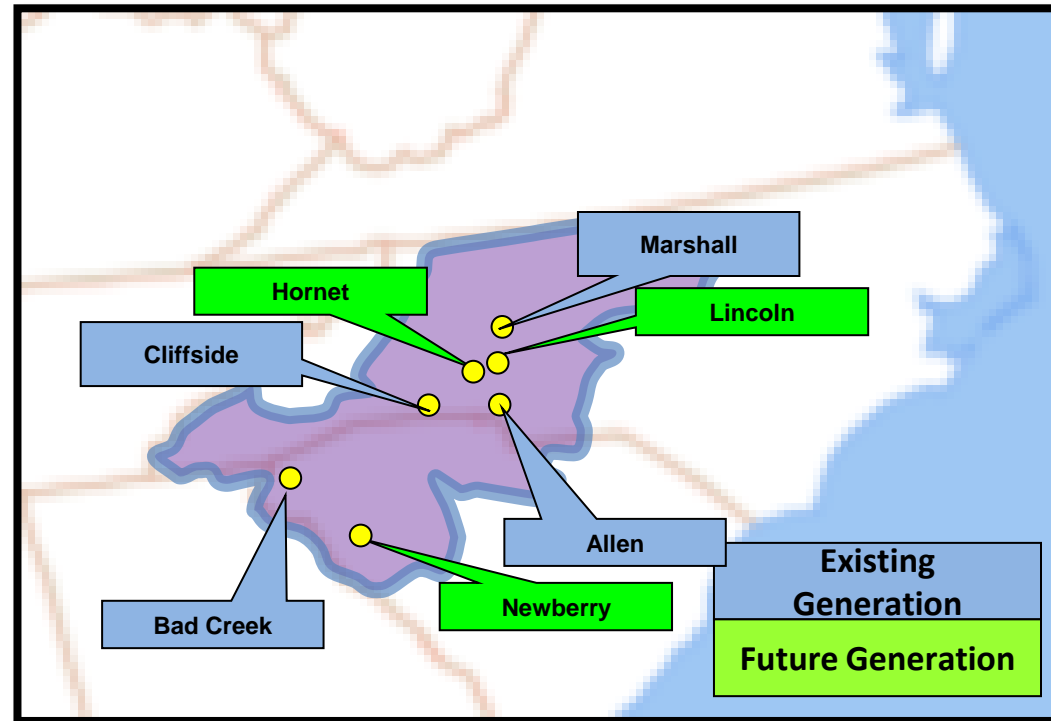 Marshall
Hornet
Lincoln
Cliffside
Allen
Newberry
Bad Creek
Existing
Generation
Future Generation